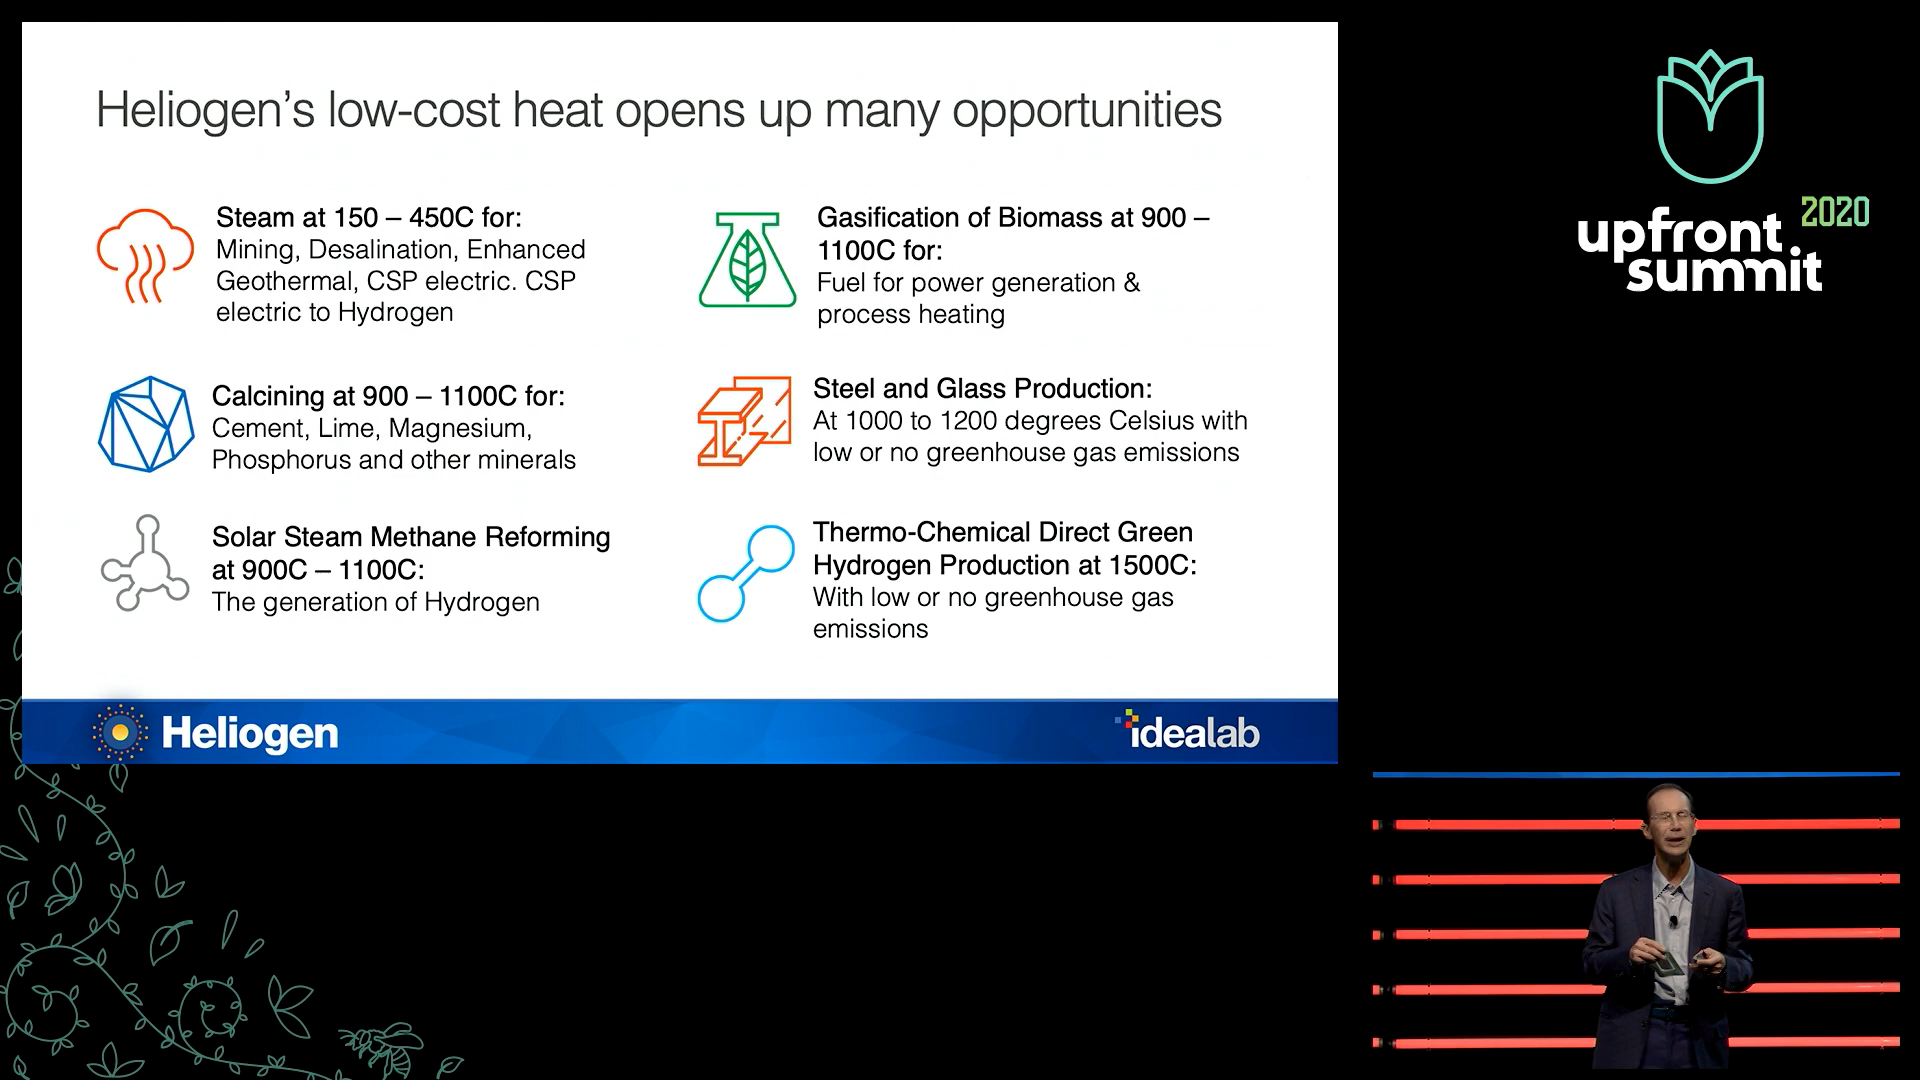 Heliogen’s low-cost heat opens up many opportunities
Steam at 150 – 450C for:
Mining, Desalination, Enhanced
Geothermal, CSP electric. CSP
electric to Hydrogen
Calcining at 900 – 1100C for:
Cement, Lime, Magnesium,
Phosphorus and other minerals
Solar Steam Methane Reforming
at 900C – 1100C:
The generation of Hydrogen
Gasification of Biomass at 900 –
1100C for:
Fuel for power generation &
process heating
Steel and Glass Production:
At 1000 to 1200 degrees Celsius with
low or no greenhouse gas emissions
Thermo-Chemical Direct Green
Hydrogen Production at 1500C:
With low or no greenhouse gas
emissions
Heliogen
idealab
2020
upfront
summit